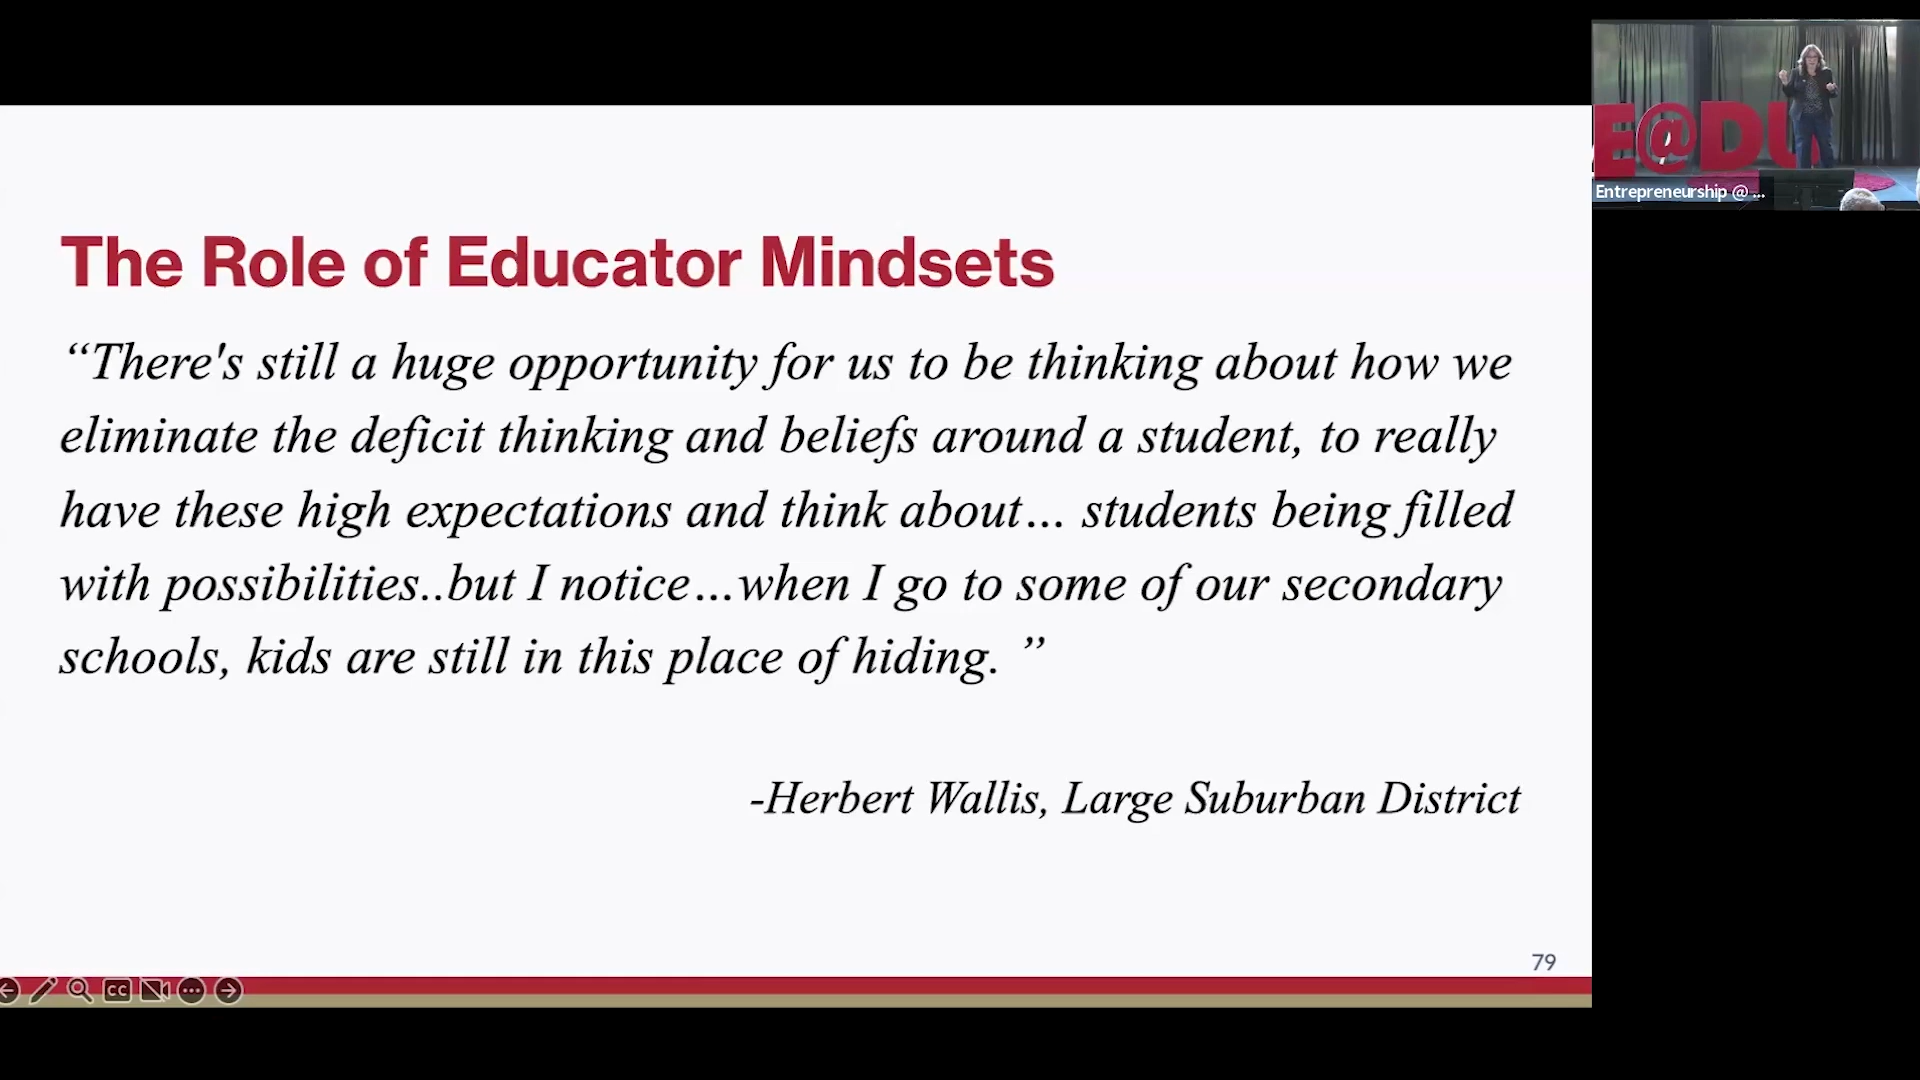 The Role of Educator Mindsets
“There's still a huge opportunity for us to be thinking about how we
eliminate the deficit thinking and beliefs around a student, to really
have these high expectations and think about… students being filled
with possibilities..but I notice…when I go to some of our secondary
schools, kids are still in this place of hiding. ”
-Herbert Wallis, Large Suburban District
79
CC
E@DU
Entrepreneurship @ ...